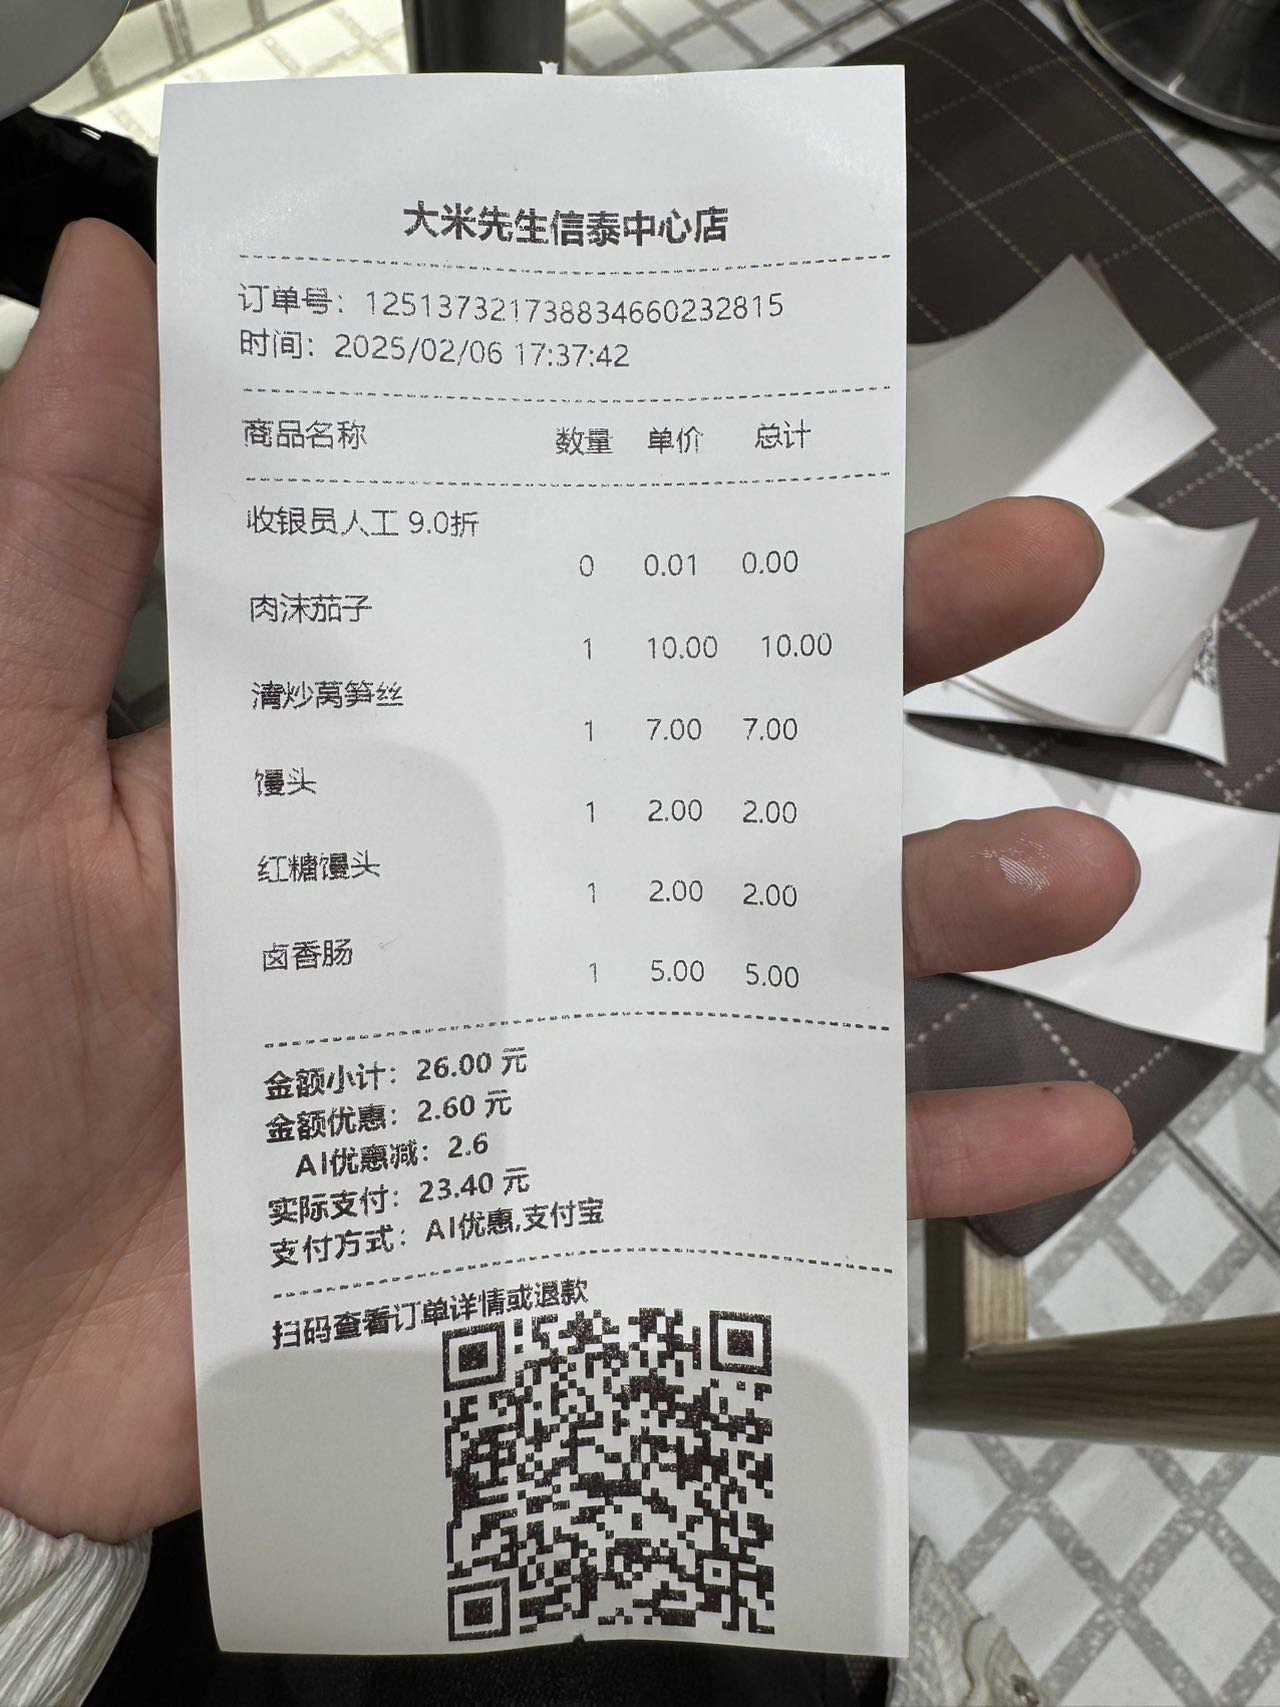 大米先生信泰中心店
订单号：125137321738834660232815
时间：2025/02/06 17:37:42
商品名称 数量 单价 总计
收银员人工 9.0折
0 0.01 0.00
肉沫茄子
1 10.00 10.00
清炒莴笋丝
1 7.00 7.00
馒头
1 2.00 2.00
红糖馒头
1 2.00 2.00
卤香肠
1 5.00 5.00
金额小计：26.00 元
金额优惠：2.60 元
AI优惠减：2.6
实际支付：23.40 元
支付方式：AI优惠,支付宝
扫码查看订单详情或退款